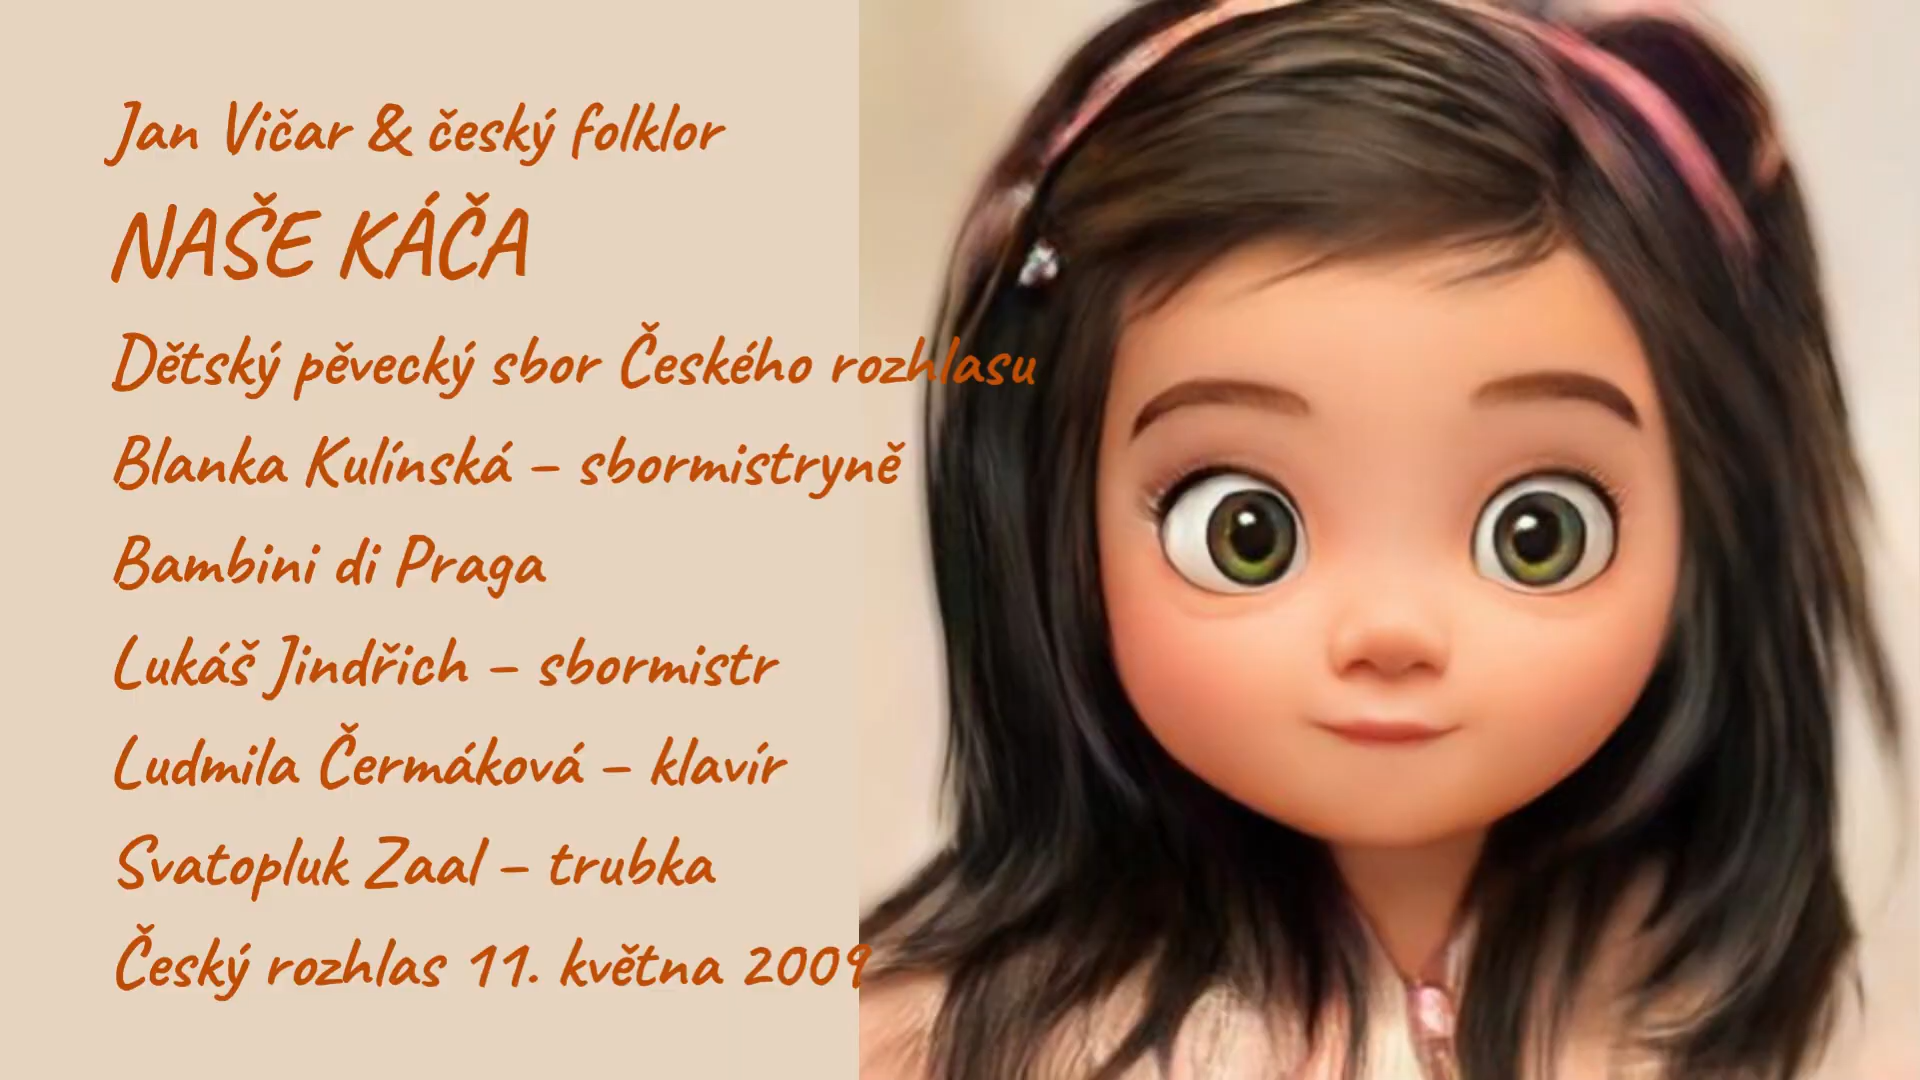 Jan Vičar & český folklor
NAŠE KÁČA
Dětský pěvecký sbor Českého rozhlasu
Blanka Kulínská – sbormistryně
Bambini di Praga
Lukáš Jindřich – sbormistr
Ludmila Čermáková – klavír
Svatopluk Zaal – trubka
Český rozhlas 11. května 2009